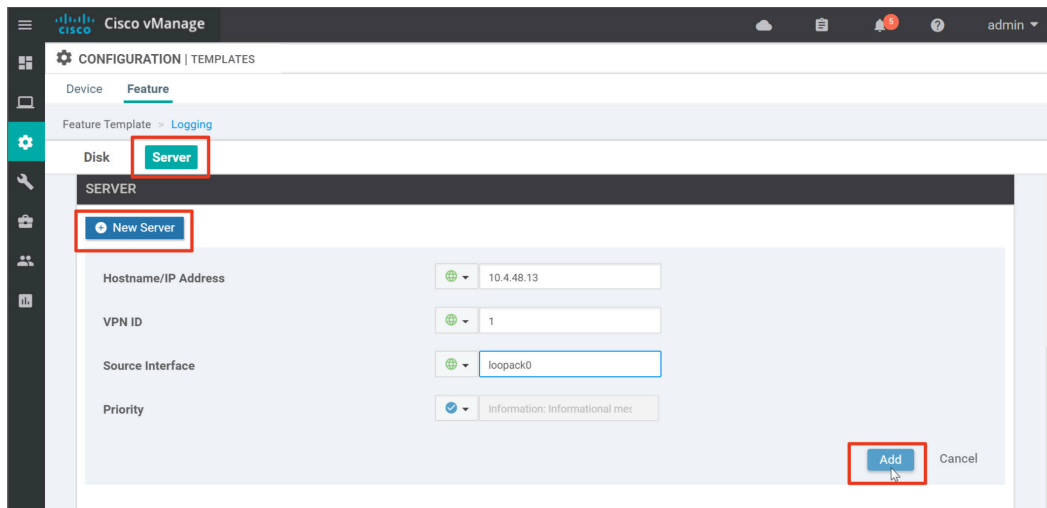 cisco Cisco vManage 5 admin
CONFIGURATION | TEMPLATES
Device Feature
Feature Template > Logging
Disk Server
SERVER
New Server
Hostname/IP Address 10.4.48.13
VPN ID 1
Source Interface loopack0
Priority Information: Informational mes
Add Cancel